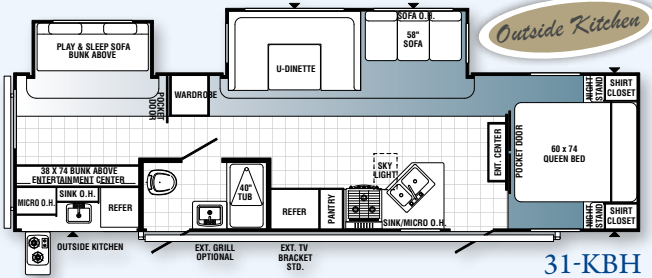 Outside Kitchen
SOFA O.H.
58"
SOFA
PLAY & SLEEP SOFA
BUNK ABOVE
U-DINETTE
POCKET
DOOR
WARDROBE
NIGHT
STAND
SHIRT
CLOSET
ENT. CENTER
POCKET DOOR
60 x 74
QUEEN BED
SKY
LIGHT
38 X 74 BUNK ABOVE
ENTERTAINMENT CENTER
SINK O.H.
MICRO O.H.
REFER
40"
TUB
REFER
PANTRY
SINK/MICRO O.H.
NIGHT
STAND
SHIRT
CLOSET
OUTSIDE KITCHEN
EXT. GRILL
OPTIONAL
EXT. TV
BRACKET
STD.
31-KBH